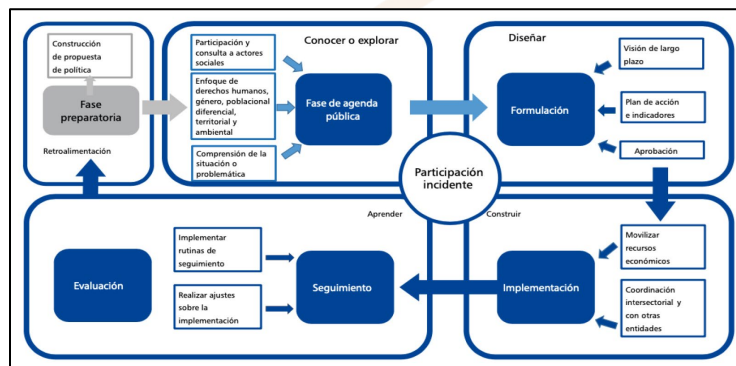 Construcción
de propuesta
de política
Fase
preparatoria
Retroalimentación
Conocer o explorar
Participación y
consulta a actores
sociales
Enfoque de
derechos humanos,
género, poblacional
diferencial,
territorial y
ambiental
Comprensión de la
situación o
problemática
Fase de agenda
pública
Diseñar
Formulación
Visión de largo
plazo
Plan de acción
e indicadores
Aprobación
Participación
incidente
Aprender
Construir
Evaluación
Implementar
rutinas de
seguimiento
Realizar ajustes
sobre la
implementación
Seguimiento
Implementación
Movilizar
recursos
económicos
Coordinación
intersectorial y
con otras
entidades